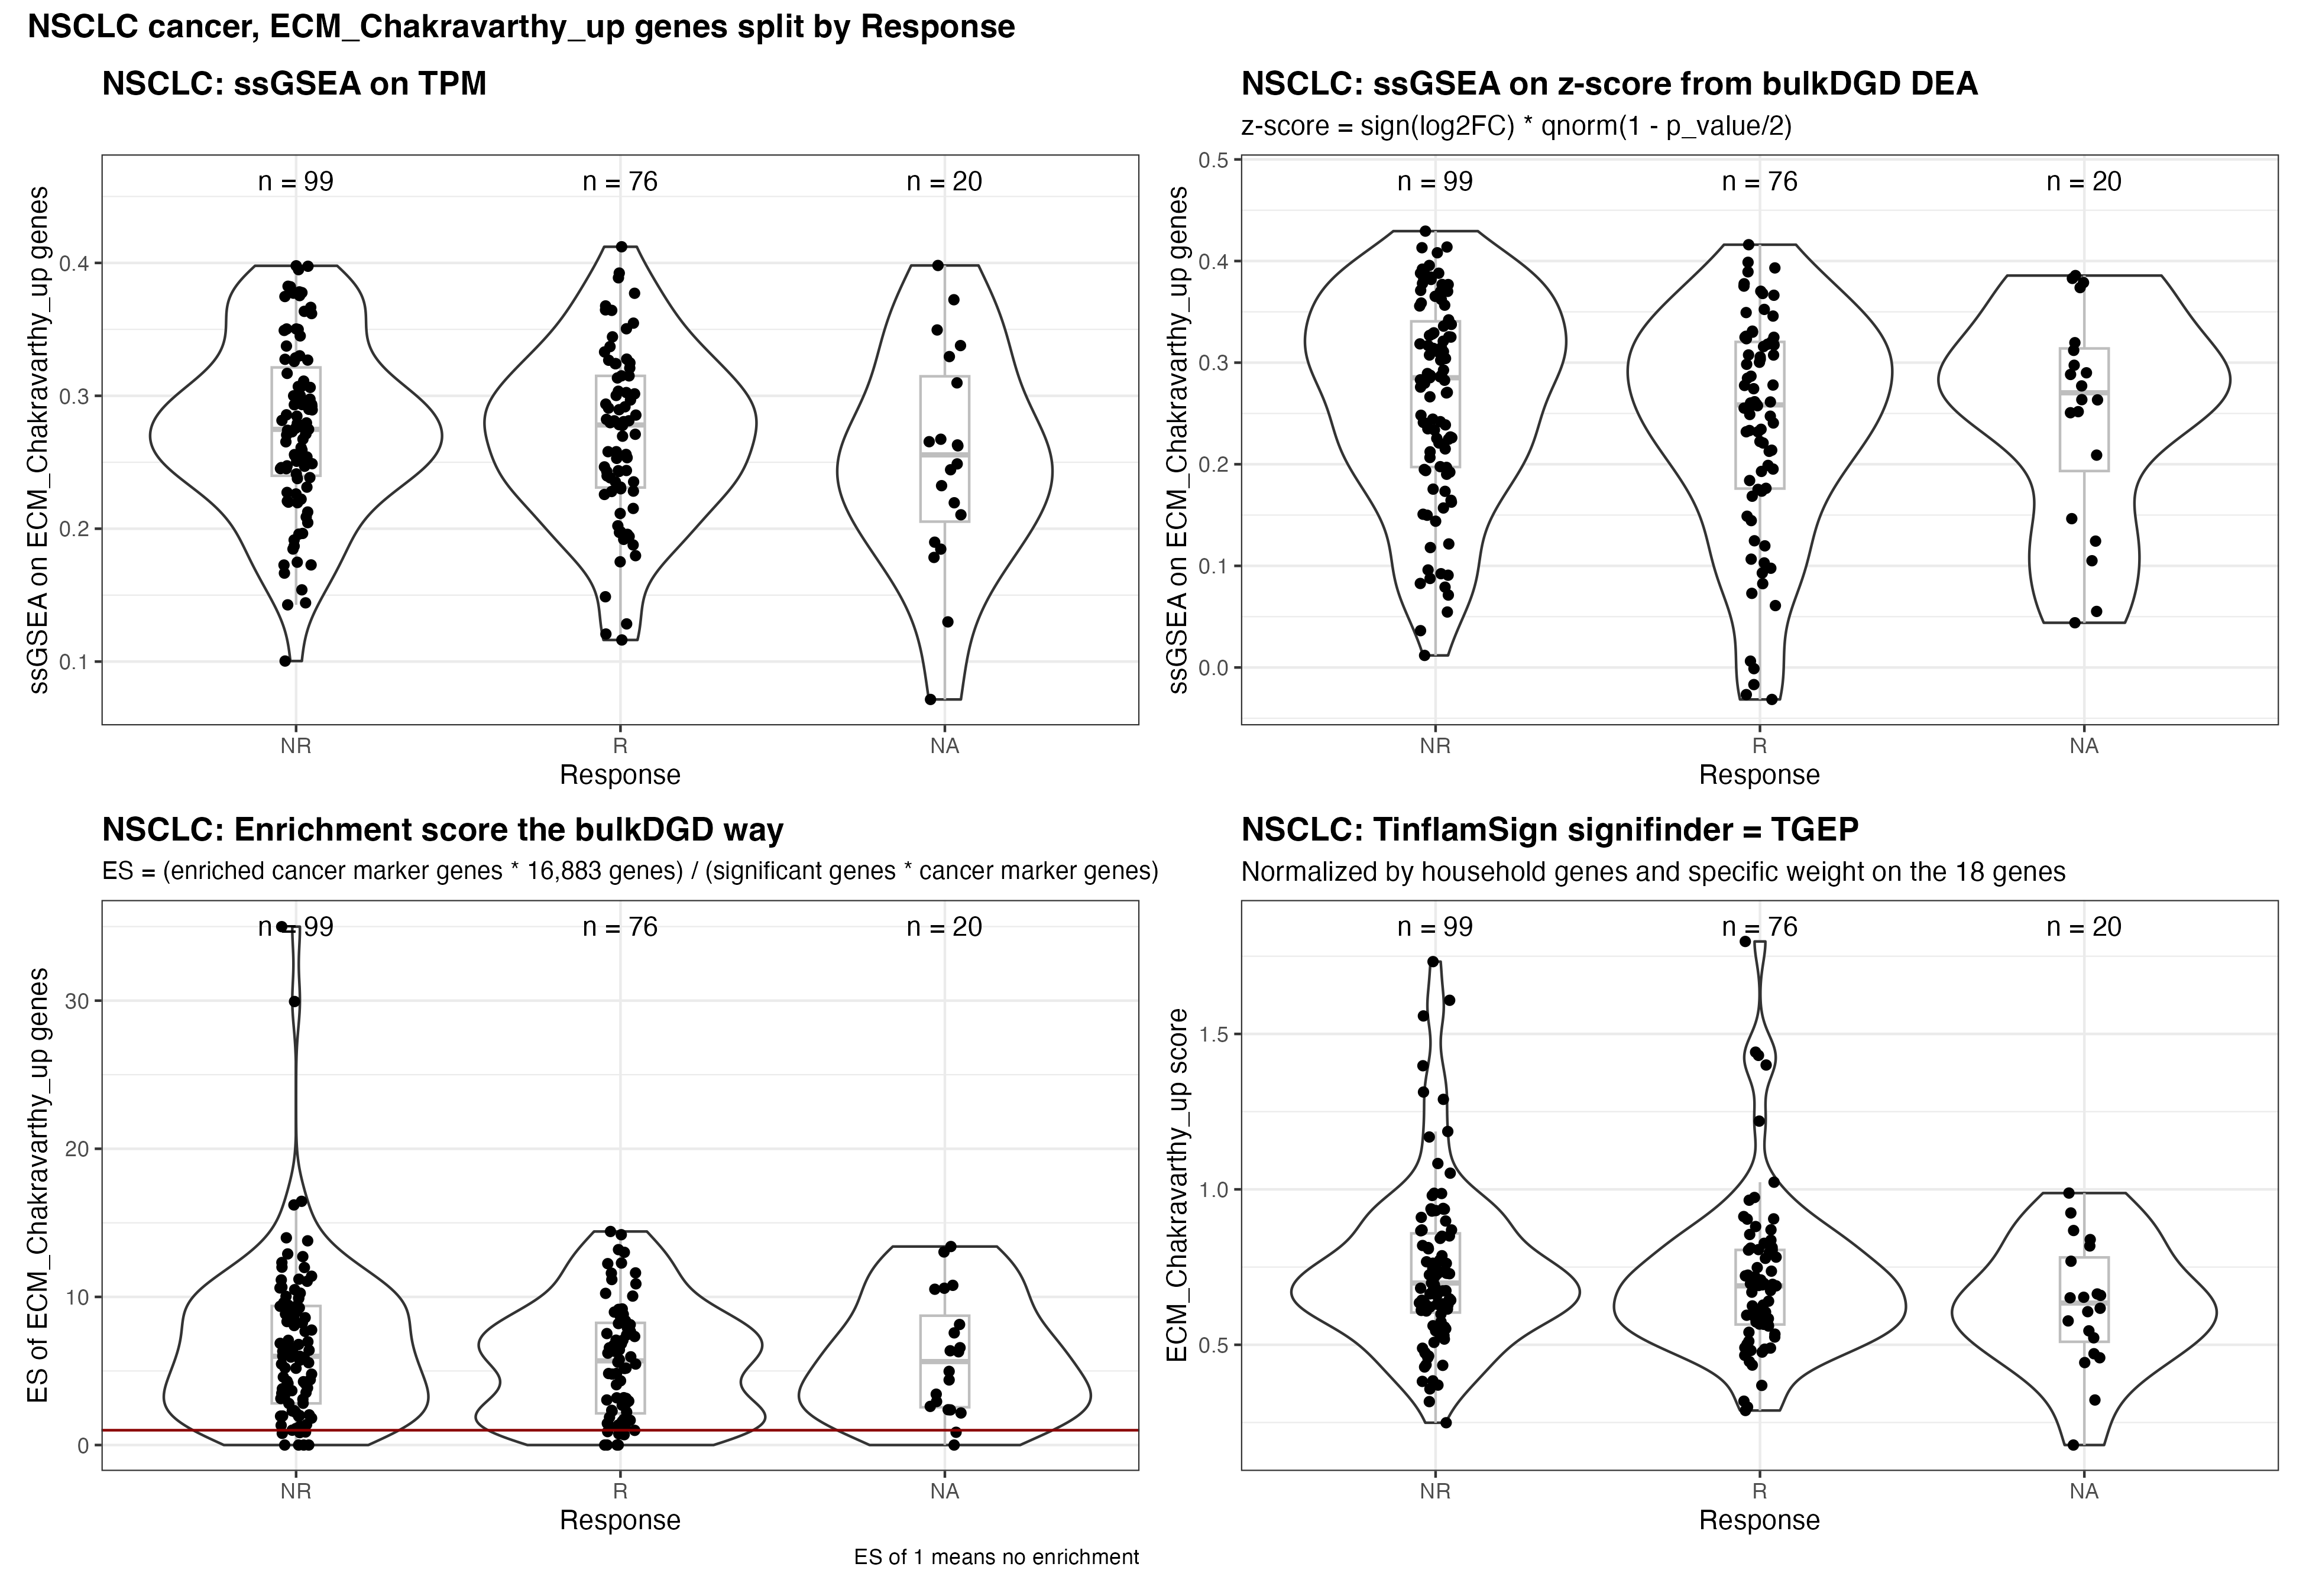 NSCLC cancer, ECM_Chakravarthy_up genes split by Response
NSCLC: ssGSEA on TPM
ssGSEA on ECM_Chakravarthy_up genes
n = 99
n = 76
n = 20
0.4
0.3
0.2
0.1
NR
R
NA
Response
NSCLC: ssGSEA on z-score from bulkDGD DEA
z-score = sign(log2FC) * qnorm(1 - p_value/2)
ssGSEA on ECM_Chakravarthy_up genes
n = 99
n = 76
n = 20
0.5
0.4
0.3
0.2
0.1
0.0
NR
R
NA
Response
NSCLC: Enrichment score the bulkDGD way
ES = (enriched cancer marker genes * 16,883 genes) / (significant genes * cancer marker genes)
ES of ECM_Chakravarthy_up genes
n = 99
n = 76
n = 20
30
20
10
0
NR
R
NA
Response
ES of 1 means no enrichment
NSCLC: TinflamSign signifinder = TGEP
Normalized by household genes and specific weight on the 18 genes
ECM_Chakravarthy_up score
n = 99
n = 76
n = 20
1.5
1.0
0.5
NR
R
NA
Response